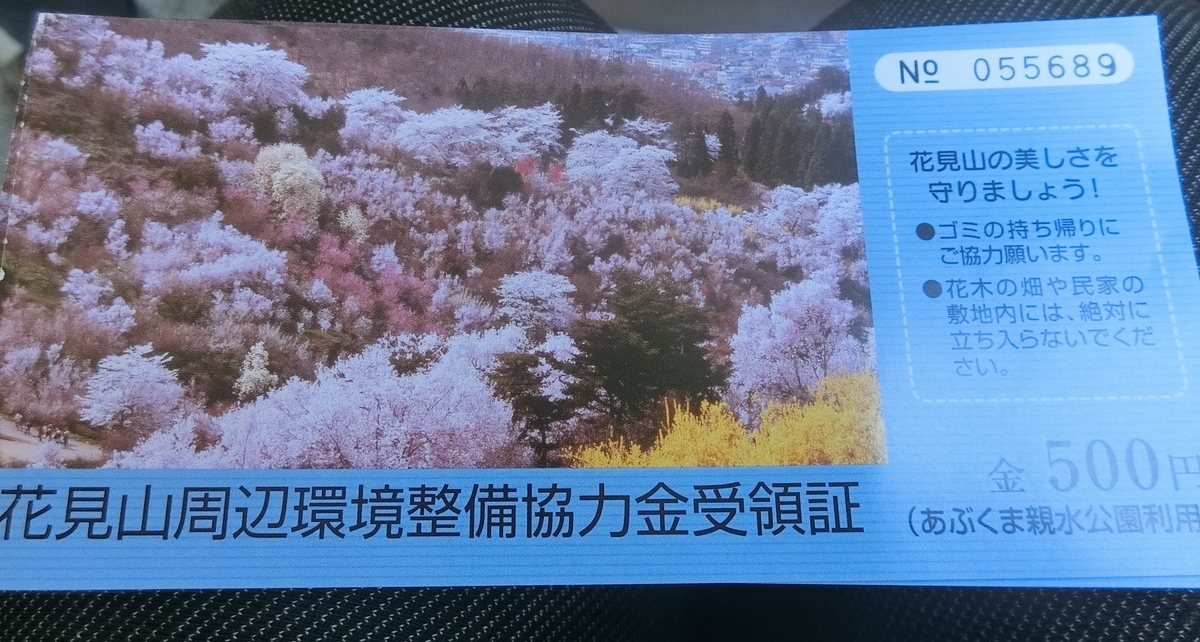 Nº 055689
花見山の美しさを
守りましょう!
●ゴミの持ち帰りに
ご協力願います。
●花木の畑や民家の
敷地内には、絶対に
立ち入らないでくだ
さい。
金 500円
花見山周辺環境整備協力金受領証
(あぶくま親水公園利用